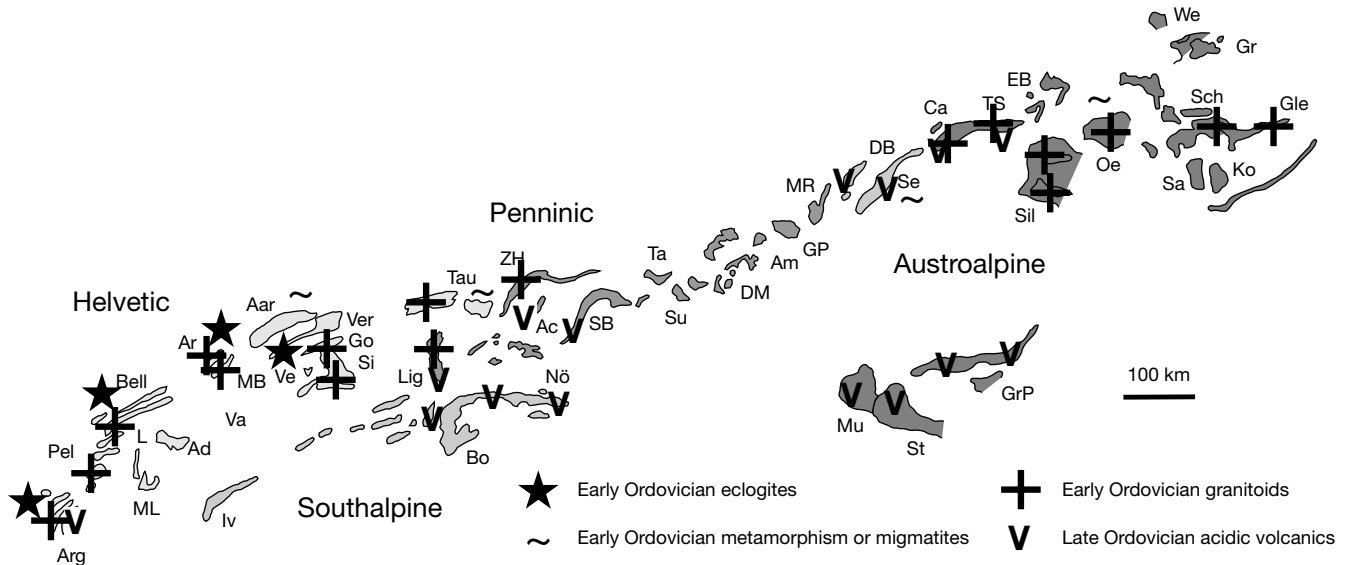 We
Gr
EB
Ca
TS
Sch
Gle
DB
Oe
MR
Se
Sa
Ko
Penninic
Sil
ZH
Ta
GP
Am
Austroalpine
Helvetic
Aar
Tau
DM
Ver
Ac
SB
Su
Ar
Go
Si
MB
Ve
Lig
Nö
Bell
100 km
GrP
Va
L
Mu
Pel
Ad
St
Bo
ML
Southalpine
Iv
Arg
Early Ordovician eclogites
Early Ordovician granitoids
~ Early Ordovician metamorphism or migmatites
V Late Ordovician acidic volcanics